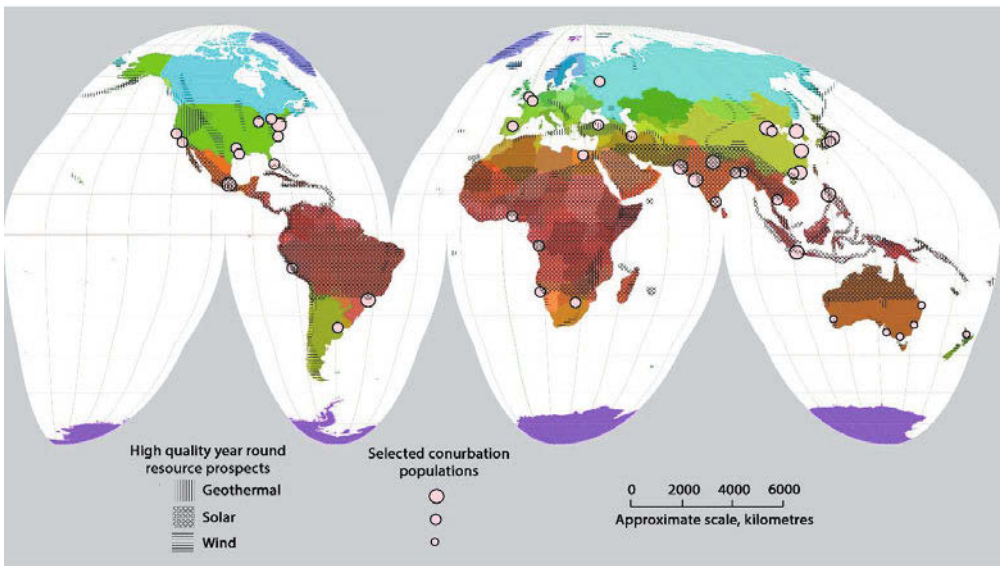 High quality year round
resource prospects
Geothermal
Solar
Wind
Selected conurbation
populations
0 2000 4000 6000
Approximate scale, kilometres